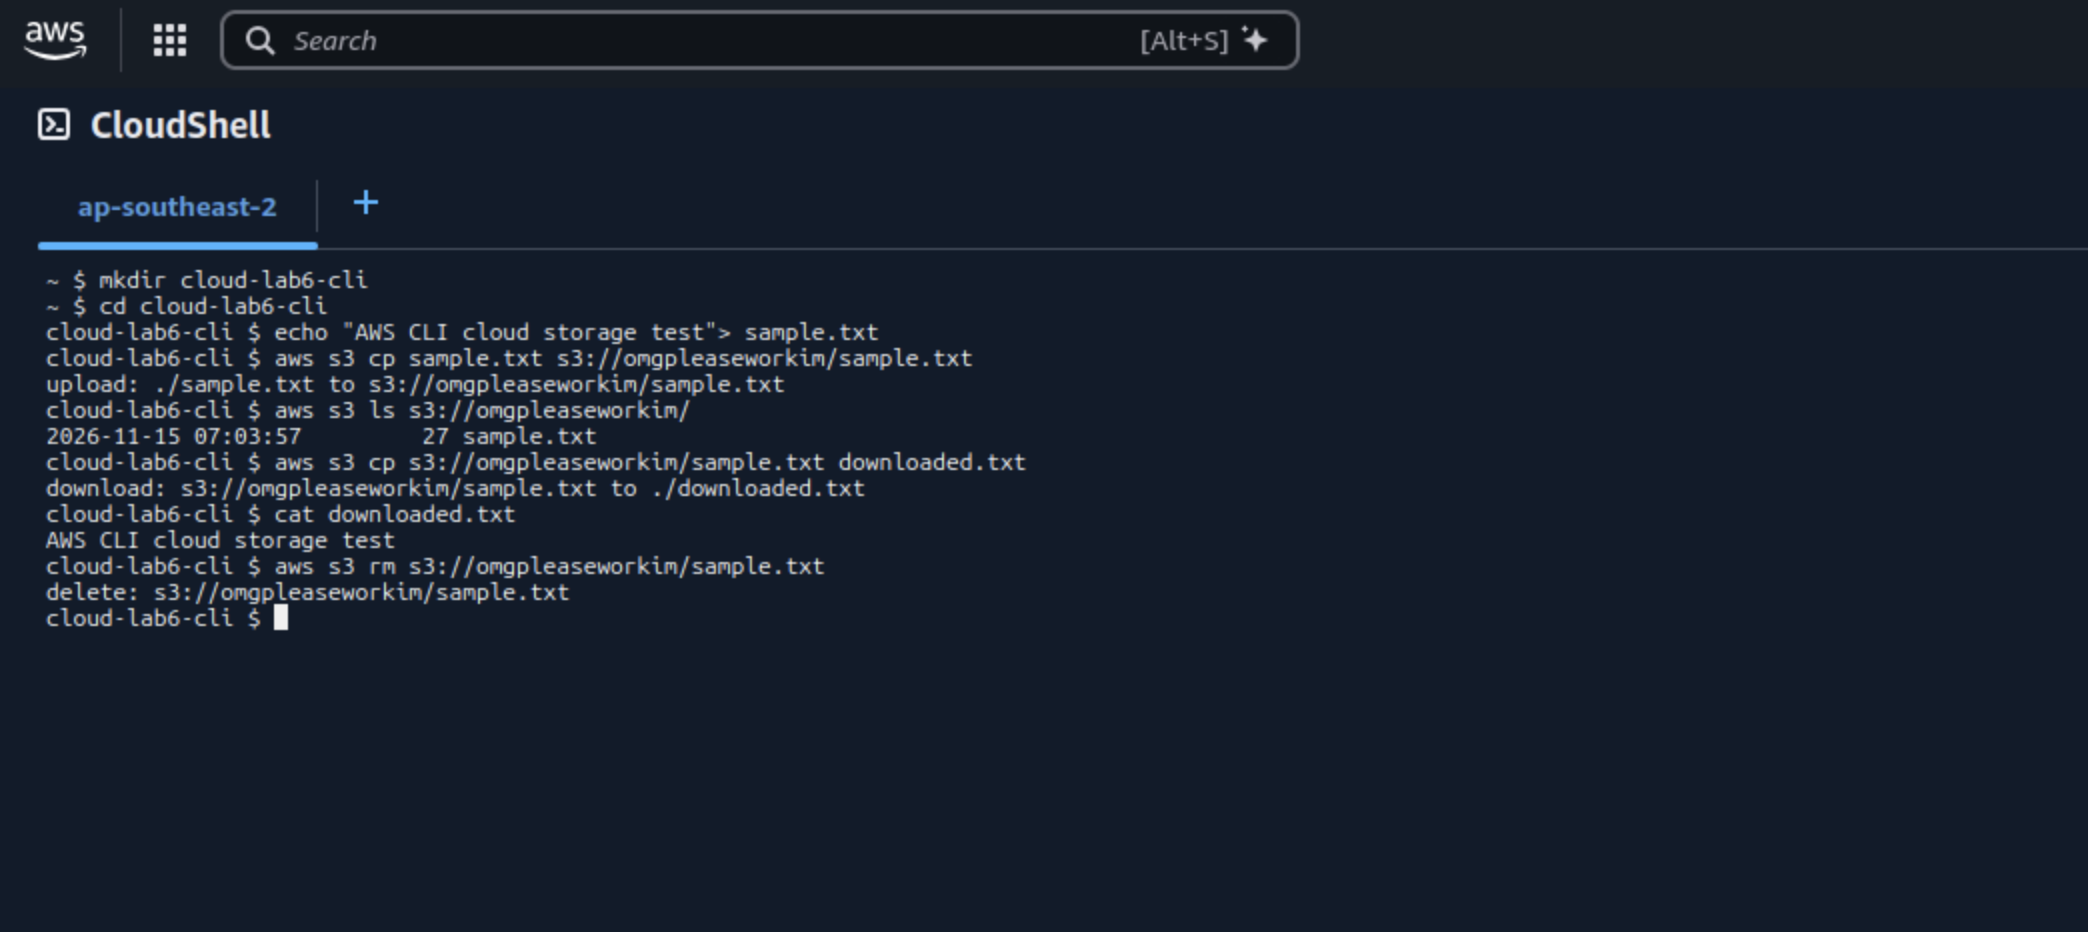 aws
Search [Alt+S]
CloudShell
ap-southeast-2 +
~ $ mkdir cloud-lab6-cli
~ $ cd cloud-lab6-cli
cloud-lab6-cli $ echo "AWS CLI cloud storage test"> sample.txt
cloud-lab6-cli $ aws s3 cp sample.txt s3://omgpleaseworkim/sample.txt
upload: ./sample.txt to s3://omgpleaseworkim/sample.txt
cloud-lab6-cli $ aws s3 ls s3://omgpleaseworkim/
2026-11-15 07:03:57         27 sample.txt
cloud-lab6-cli $ aws s3 cp s3://omgpleaseworkim/sample.txt downloaded.txt
download: s3://omgpleaseworkim/sample.txt to ./downloaded.txt
cloud-lab6-cli $ cat downloaded.txt
AWS CLI cloud storage test
cloud-lab6-cli $ aws s3 rm s3://omgpleaseworkim/sample.txt
delete: s3://omgpleaseworkim/sample.txt
cloud-lab6-cli $